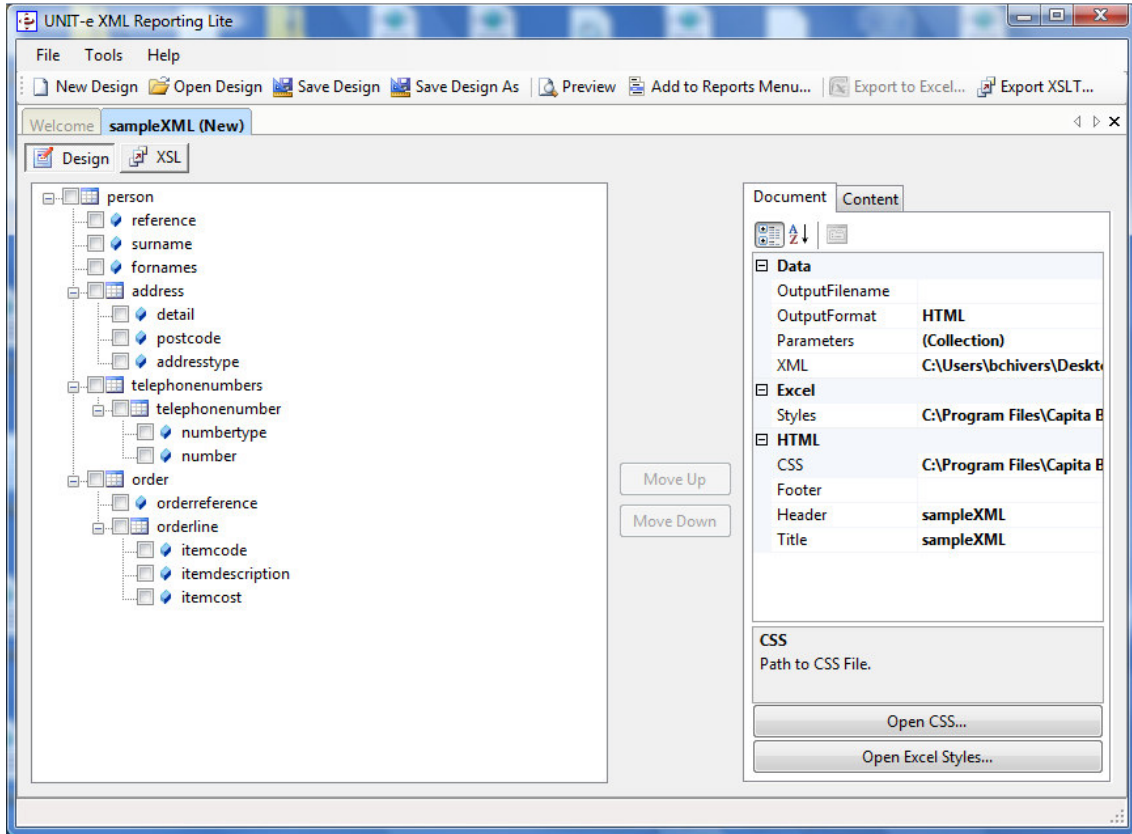 UNIT-e XML Reporting Lite
File Tools Help
New Design Open Design Save Design Save Design As Preview Add to Reports Menu... Export to Excel... Export XSLT...
Welcome sampleXML (New)
Design XSL
person
reference
surname
fornames
address
detail
postcode
addresstype
telephonenumbers
telephonenumber
numbertype
number
order
orderreference
orderline
itemcode
itemdescription
itemcost
Move Up
Move Down
Document Content
Data
OutputFilename
OutputFormat HTML
Parameters (Collection)
XML C:\Users\bchivers\Deskt
Excel
Styles C:\Program Files\Capita B
HTML
CSS C:\Program Files\Capita B
Footer
Header sampleXML
Title sampleXML
CSS
Path to CSS File.
Open CSS...
Open Excel Styles...